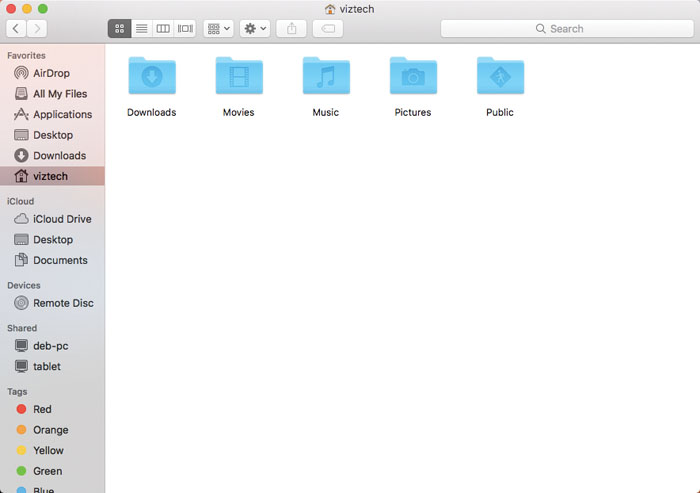 viztech
Search
Favorites
AirDrop
All My Files
Applications
Desktop
Downloads
viztech
iCloud
iCloud Drive
Desktop
Documents
Devices
Remote Disc
Shared
deb-pc
tablet
Tags
Red
Orange
Yellow
Green
Blue
Downloads Movies Music Pictures Public